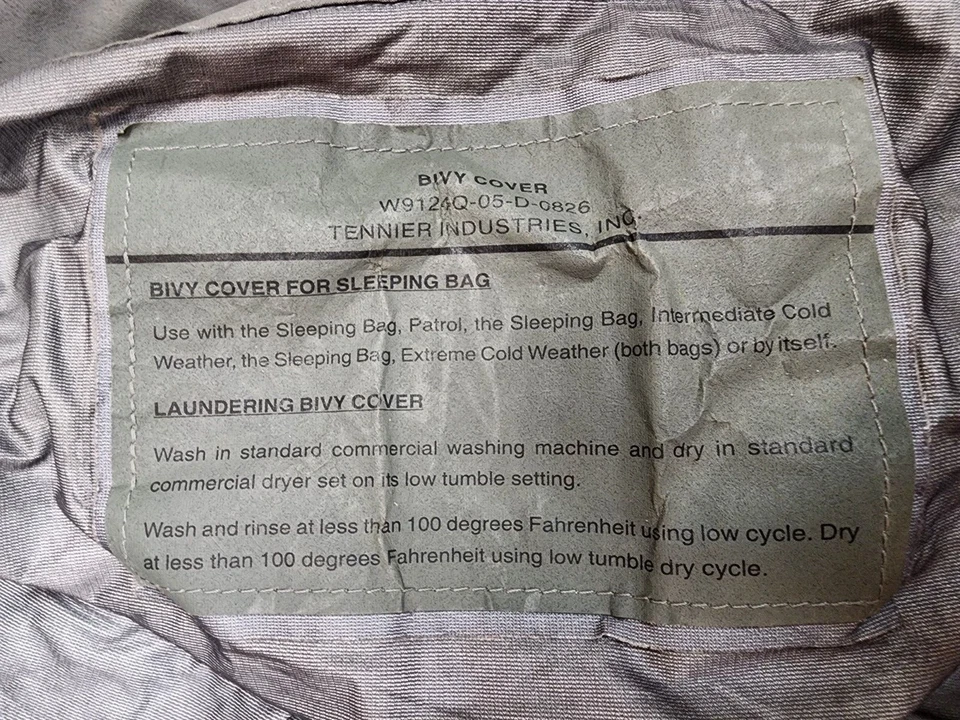 BIVY COVER
W9124Q-05-D-0826
TENNIER INDUSTRIES, INC.
BIVY COVER FOR SLEEPING BAG
Use with the Sleeping Bag, Patrol, the Sleeping Bag, Intermediate Cold
Weather, the Sleeping Bag, Extreme Cold Weather (both bags) or by itself.
LAUNDERING BIVY COVER
Wash in standard commercial washing machine and dry in standard
commercial dryer set on its low tumble setting.
Wash and rinse at less than 100 degrees Fahrenheit using low cycle. Dry
at less than 100 degrees Fahrenheit using low tumble dry cycle.